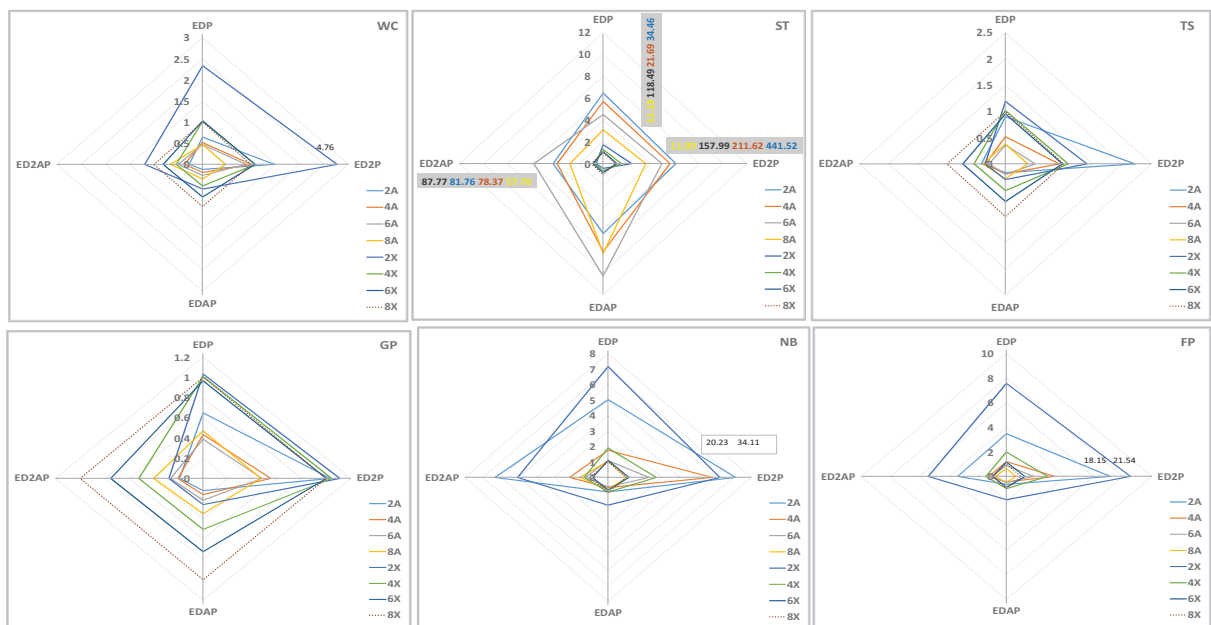 EDP WC
3
2.5
2
1.5
1
0.5
0
ED2AP 4.76 ED2P
EDAP
2A
4A
6A
8A
2X
4X
6X
8X
EDP ST
12
10
8
6
4
2
0
118.49 21.69 34.46
157.99 211.62 441.52
ED2AP ED2P
87.77 81.76 78.37
EDAP
2A
4A
6A
8A
2X
4X
6X
8X
EDP TS
2.5
2
1.5
1
0.5
0
ED2AP ED2P
EDAP
2A
4A
6A
8A
2X
4X
6X
8X
EDP GP
1.2
1
0.8
0.6
0.4
0.2
0
ED2AP ED2P
EDAP
2A
4A
6A
8A
2X
4X
6X
8X
EDP NB
8
7
6
5
4
3
2
1
0
20.23 34.11
ED2AP ED2P
EDAP
2A
4A
6A
8A
2X
4X
6X
8X
EDP FP
10
8
6
4
2
0
18.15 21.54
ED2AP ED2P
EDAP
2A
4A
6A
8A
2X
4X
6X
8X